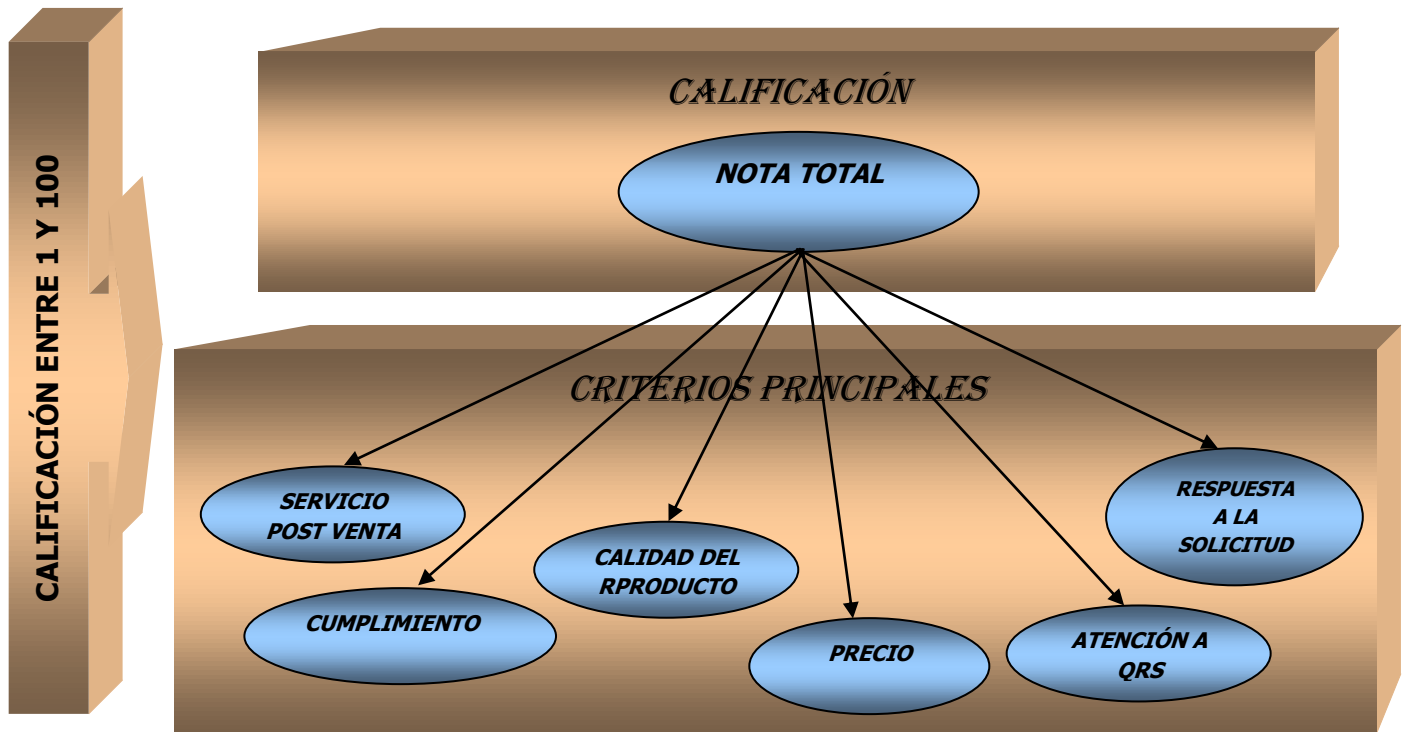 CALIFICACIÓN ENTRE 1 Y 100
CALIFICACIÓN
NOTA TOTAL
CRITERIOS PRINCIPALES
SERVICIO
POST VENTA
CUMPLIMIENTO
CALIDAD DEL
RPRODUCTO
PRECIO
ATENCIÓN A
QRS
RESPUESTA
A LA
SOLICITUD